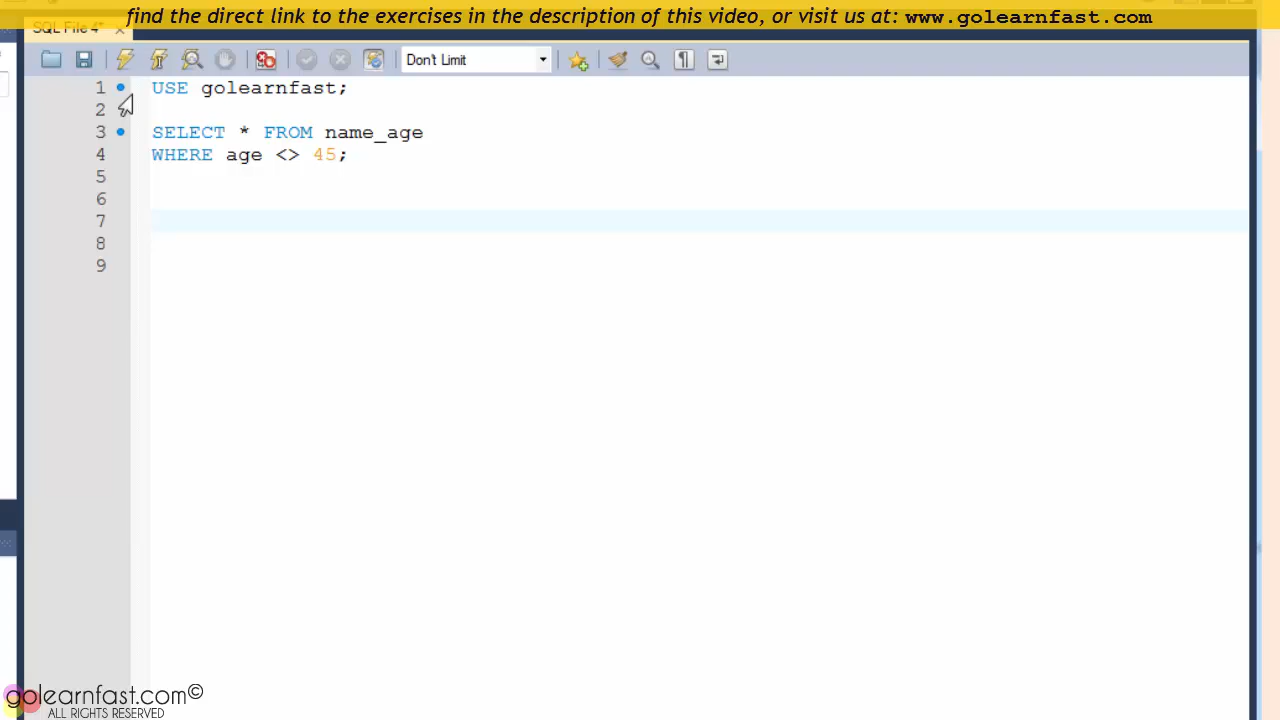 find the direct link to the exercises in the description of this video, or visit us at: www.golearnfast.com
SQL File 4*
Don't Limit
1 USE golearnfast;
2
3 SELECT * FROM name_age
4 WHERE age <> 45;
5
6
7
8
9
golearnfast.com©
ALL RIGHTS RESERVED